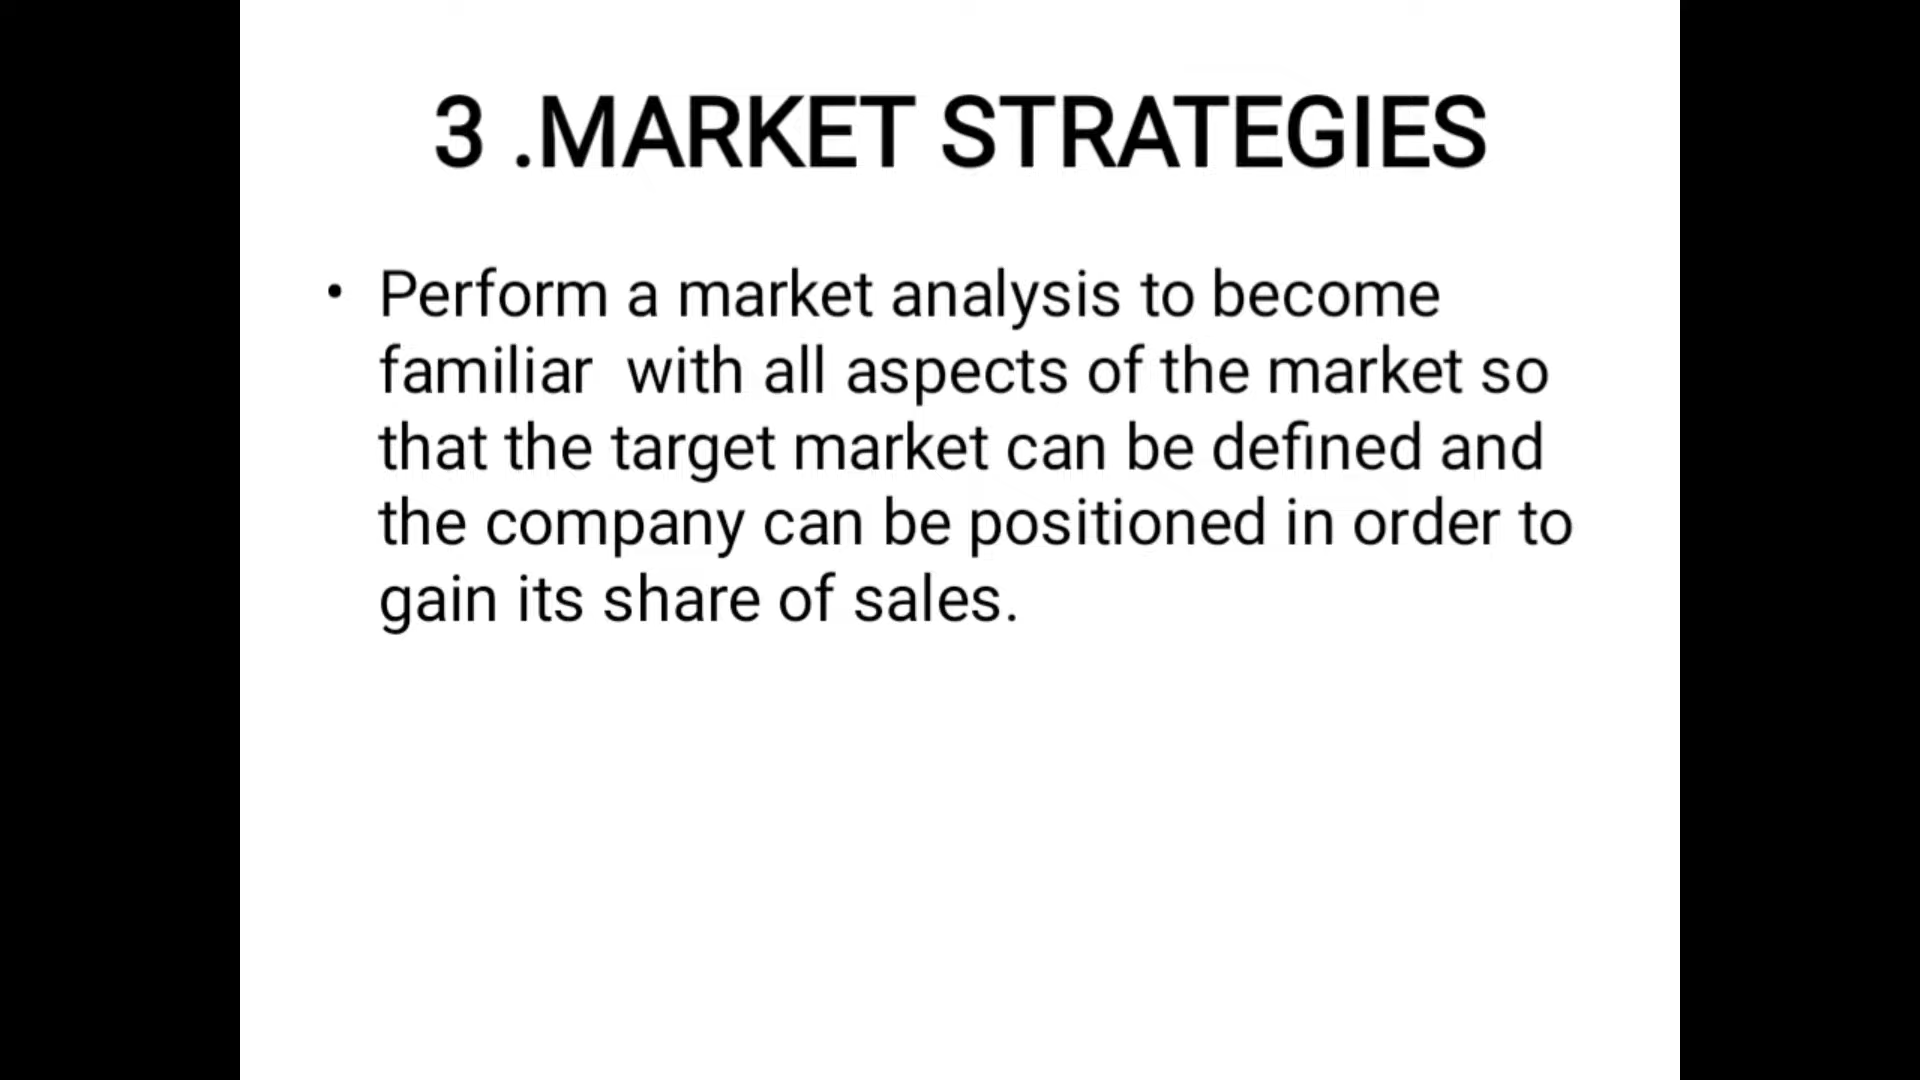 3 .MARKET STRATEGIES
• Perform a market analysis to become
familiar  with all aspects of the market so
that the target market can be defined and
the company can be positioned in order to
gain its share of sales.